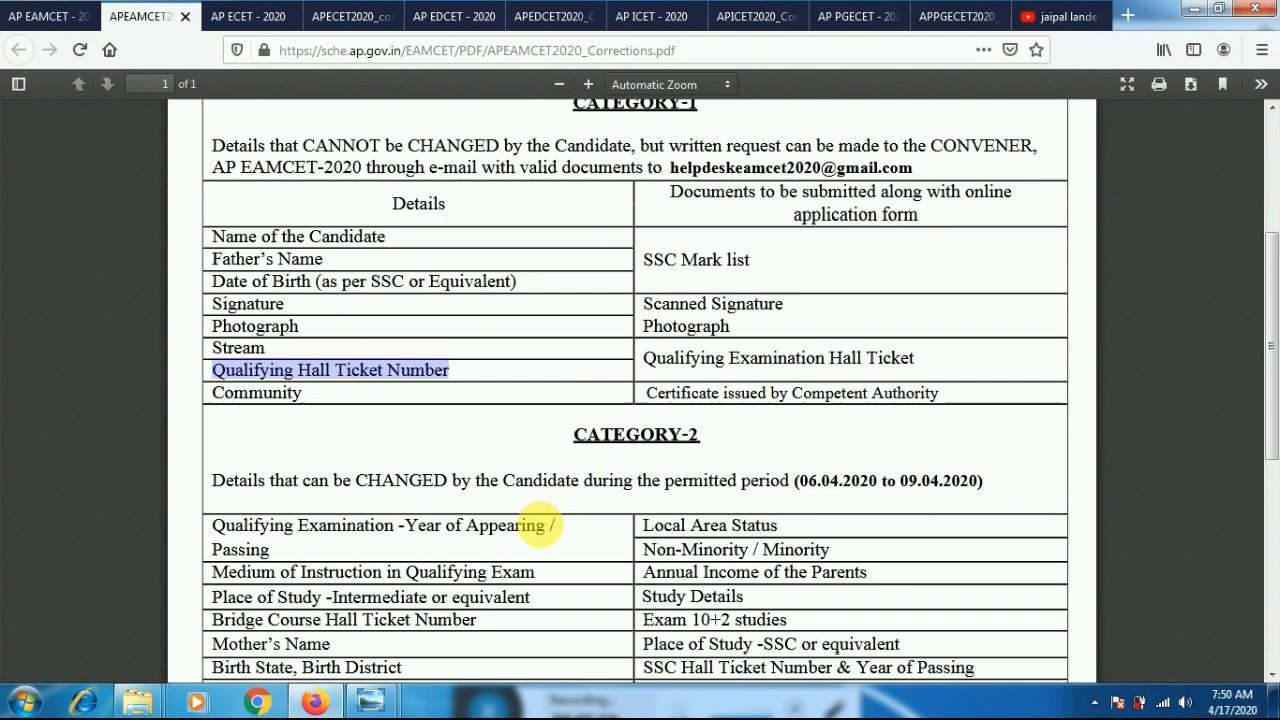 AP EAMCET - 20
APEAMCET20
AP ECET - 2020
APECET2020_co
AP EDCET - 2020
APEDCET2020_C
AP ICET - 2020
APICET2020_Co
AP PGECET - 202
APPGECET2020_
jaipal lande
https://sche.ap.gov.in/EAMCET/PDF/APEAMCET2020_Corrections.pdf
1 of 1
Automatic Zoom
CATEGORY-1
Details that CANNOT be CHANGED by the Candidate, but written request can be made to the CONVENER,
AP EAMCET-2020 through e-mail with valid documents to helpdeskeamcet2020@gmail.com
Details
Documents to be submitted along with online
application form
Name of the Candidate
Father's Name
Date of Birth (as per SSC or Equivalent)
SSC Mark list
Signature
Scanned Signature
Photograph
Photograph
Stream
Qualifying Hall Ticket Number
Qualifying Examination Hall Ticket
Community
Certificate issued by Competent Authority
CATEGORY-2
Details that can be CHANGED by the Candidate during the permitted period (06.04.2020 to 09.04.2020)
Qualifying Examination -Year of Appearing /
Passing
Local Area Status
Non-Minority / Minority
Medium of Instruction in Qualifying Exam
Annual Income of the Parents
Place of Study -Intermediate or equivalent
Study Details
Bridge Course Hall Ticket Number
Exam 10+2 studies
Mother's Name
Place of Study -SSC or equivalent
Birth State, Birth District
SSC Hall Ticket Number & Year of Passing
7:50 AM
4/17/2020